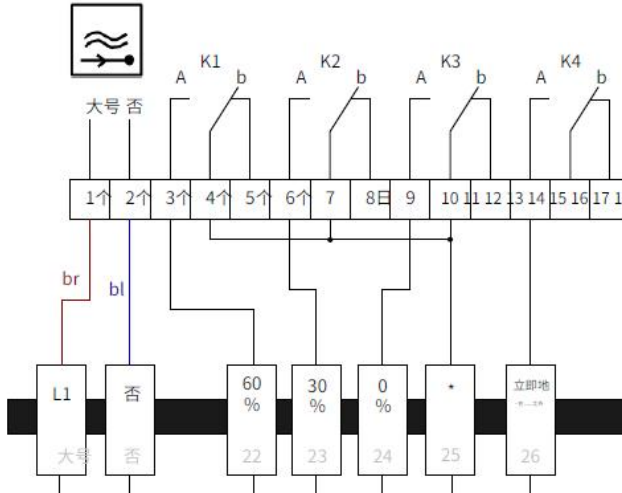 K1 K2 K3 K4
A b A b A b A b
大号 否
1个 2个 3个 4个 5个 6个 7 8日 9 10 11 12 13 14 15 16 17 1
br
bl
L1 否 60 % 30 % 0 % * 立即地
大号 否 22 23 24 25 26